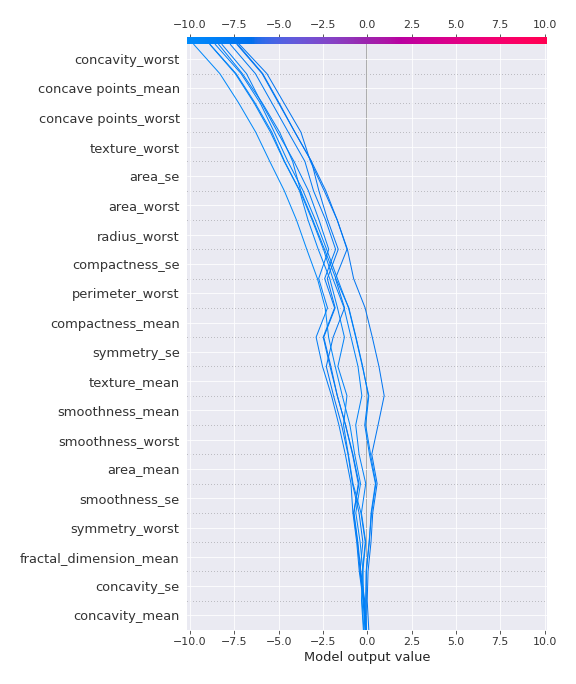 −10.0 −7.5 −5.0 −2.5 0.0 2.5 5.0 7.5 10.0
concavity_worst
concave points_mean
concave points_worst
texture_worst
area_se
area_worst
radius_worst
compactness_se
perimeter_worst
compactness_mean
symmetry_se
texture_mean
smoothness_mean
smoothness_worst
area_mean
smoothness_se
symmetry_worst
fractal_dimension_mean
concavity_se
concavity_mean
−10.0 −7.5 −5.0 −2.5 0.0 2.5 5.0 7.5 10.0
Model output value